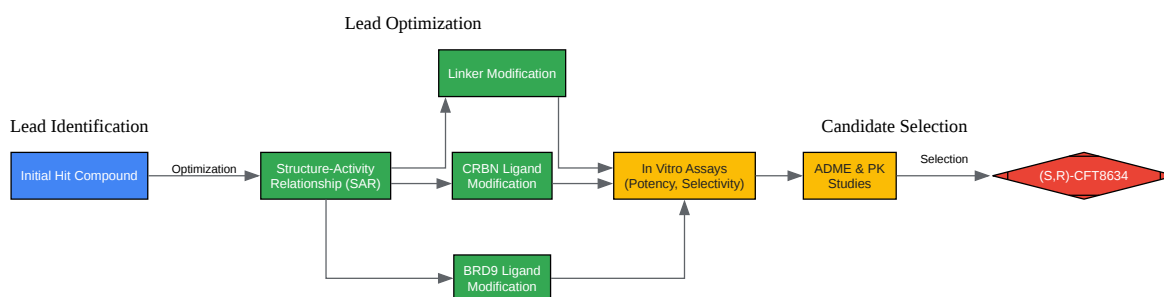 Lead Optimization
Linker Modification
Lead Identification
Candidate Selection
Initial Hit Compound
Optimization
Structure-Activity
Relationship (SAR)
CRBN Ligand
Modification
In Vitro Assays
(Potency, Selectivity)
ADME & PK
Studies
Selection
(S,R)-CFT8634
BRD9 Ligand
Modification